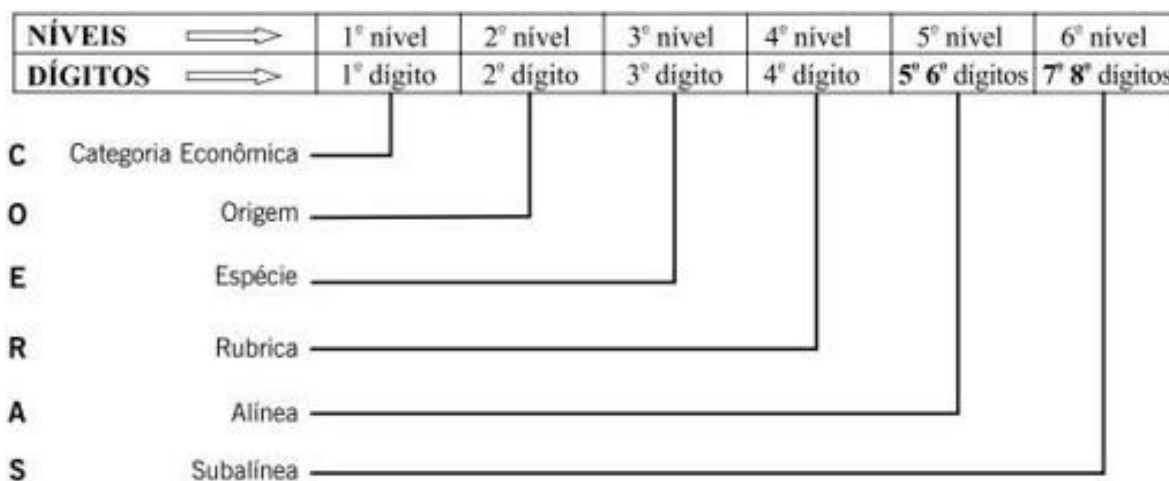 NÍVEIS 1º nível 2º nível 3º nível 4º nível 5º nível 6º nível
DÍGITOS 1º dígito 2º dígito 3º dígito 4º dígito 5º 6º dígitos 7º 8º dígitos
C Categoria Econômica
O Origem
E Espécie
R Rubrica
A Alínea
S Subalínea